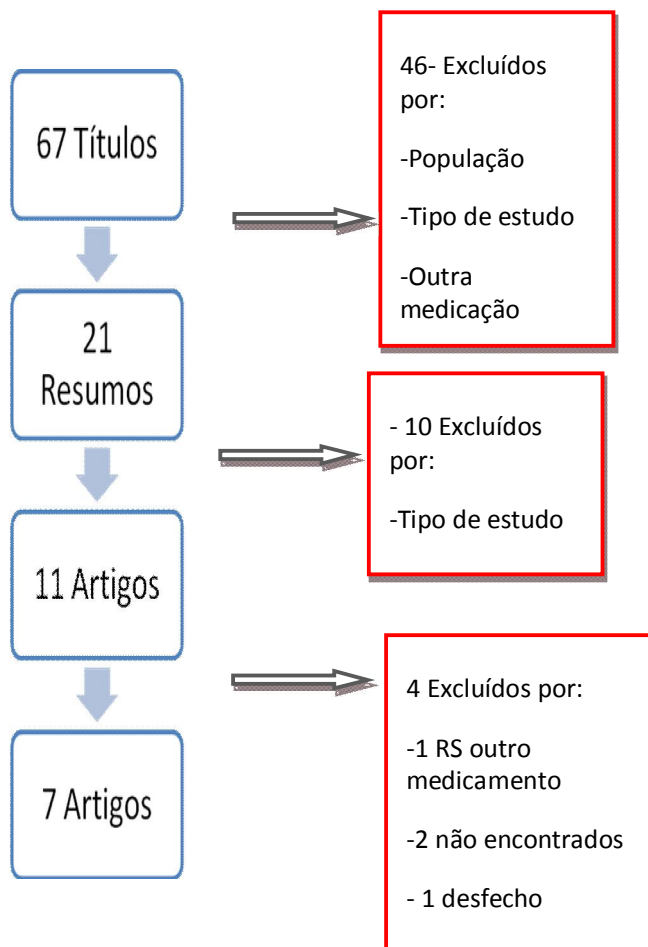 67 Títulos
46- Excluídos
por:
-População
-Tipo de estudo
-Outra
medicação
21
Resumos
- 10 Excluídos
por:
-Tipo de estudo
11 Artigos
4 Excluídos por:
-1 RS outro
medicamento
-2 não encontrados
- 1 desfecho
7 Artigos